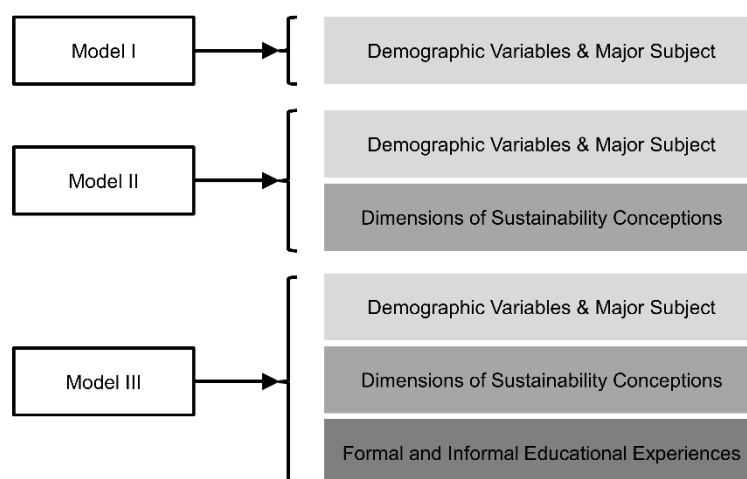 Model I
Demographic Variables & Major Subject
Model II
Demographic Variables & Major Subject
Dimensions of Sustainability Conceptions
Model III
Demographic Variables & Major Subject
Dimensions of Sustainability Conceptions
Formal and Informal Educational Experiences